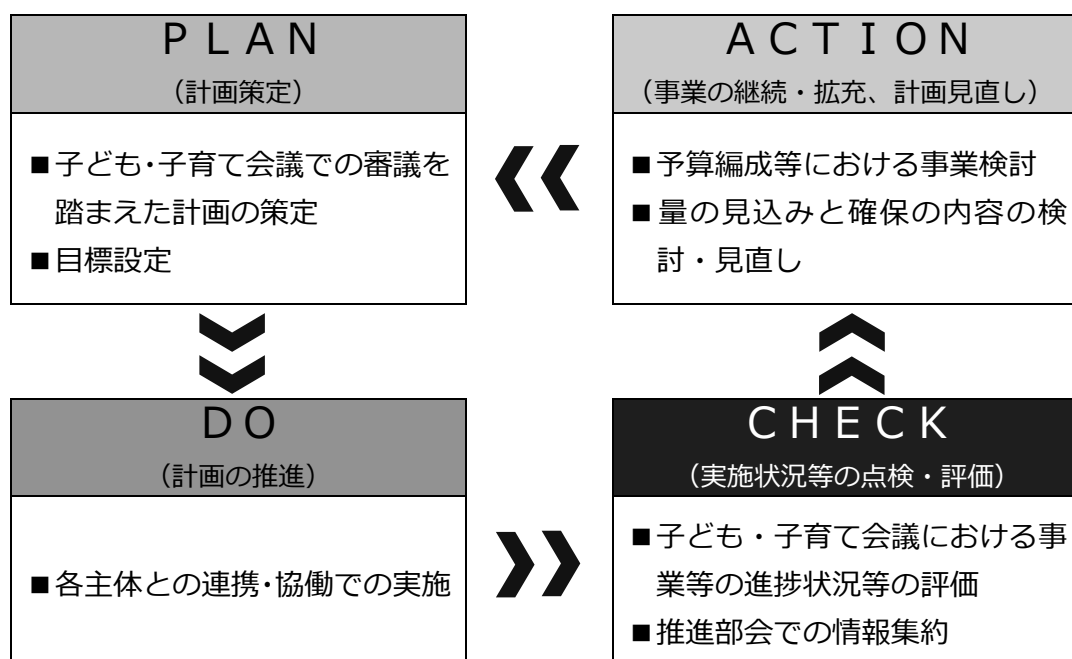 ＰＬＡＮ
（計画策定）
■子ども・子育て会議での審議を
踏まえた計画の策定
■目標設定
ＡＣＴＩＯＮ
（事業の継続・拡充、計画見直し）
■予算編成等における事業検討
■量の見込みと確保の内容の検
討・見直し
ＤＯ
（計画の推進）
■各主体との連携・協働での実施
ＣＨＥＣＫ
（実施状況等の点検・評価）
■子ども・子育て会議における事
業等の進捗状況等の評価
■推進部会での情報集約